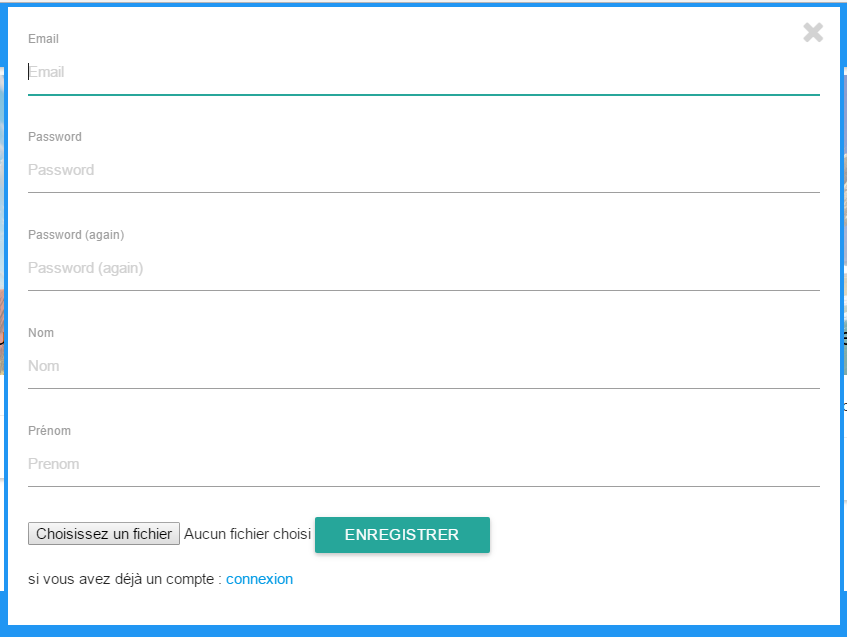 Email
Email
Password
Password
Password (again)
Password (again)
Nom
Nom
Prénom
Prenom
Choisissez un fichier Aucun fichier choisi ENREGISTRER
si vous avez déjà un compte : connexion